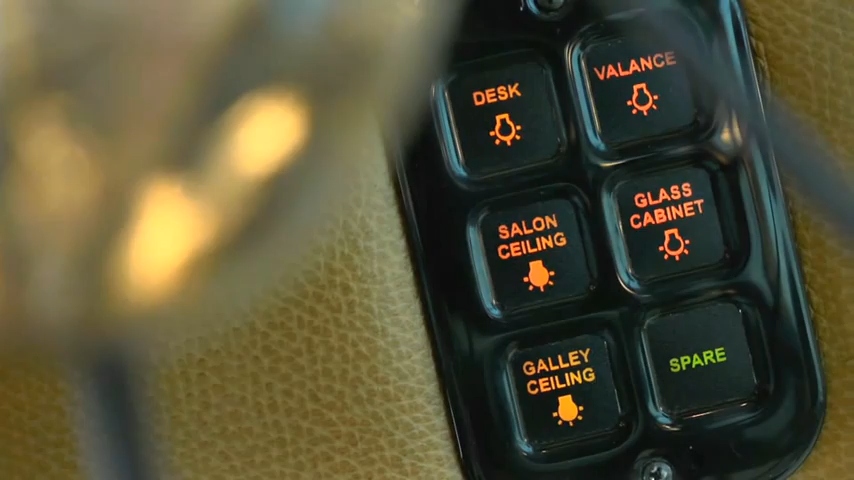 DESK
VALANCE
SALON
CEILING
GLASS
CABINET
GALLEY
CEILING
SPARE